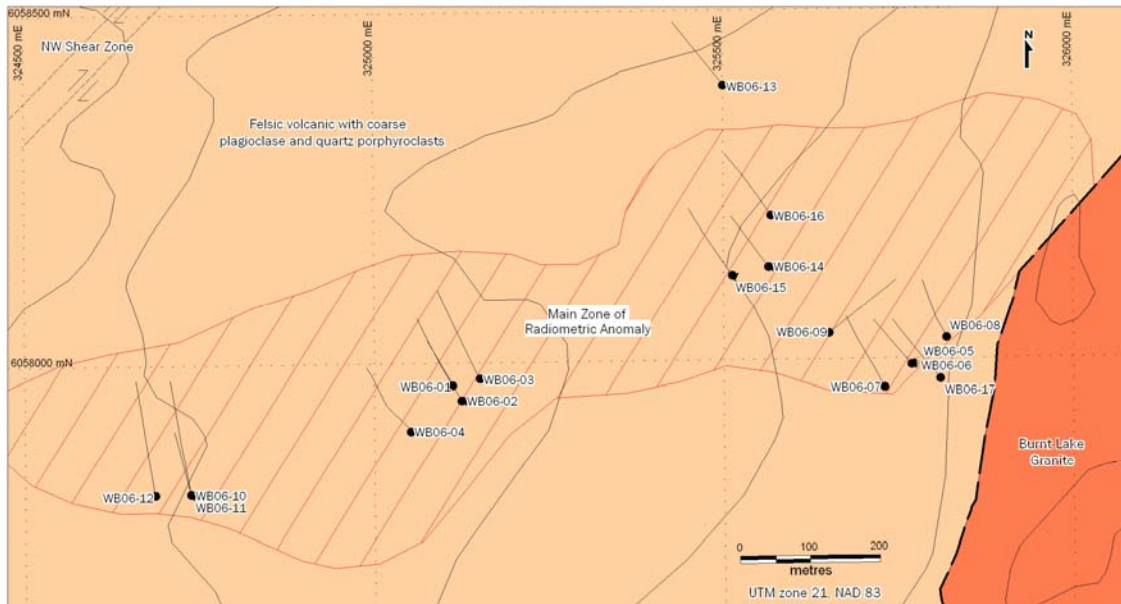 6058500 mN
324500 mE
325000 mE
325500 mE
326000 mE
NW Shear Zone
N
WB06-13
Felsic volcanic with coarse
plagioclase and quartz porphyroclasts
WB06-16
WB06-14
WB06-15
Main Zone of
Radiometric Anomaly
WB06-09
WB06-08
WB06-05
WB06-06
6058000 mN
WB06-03
WB06-01
WB06-07
WB06-17
WB06-02
WB06-04
Burnt Lake
Granite
WB06-12
WB06-10
WB06-11
0 100 200
metres
UTM zone 21, NAD 83